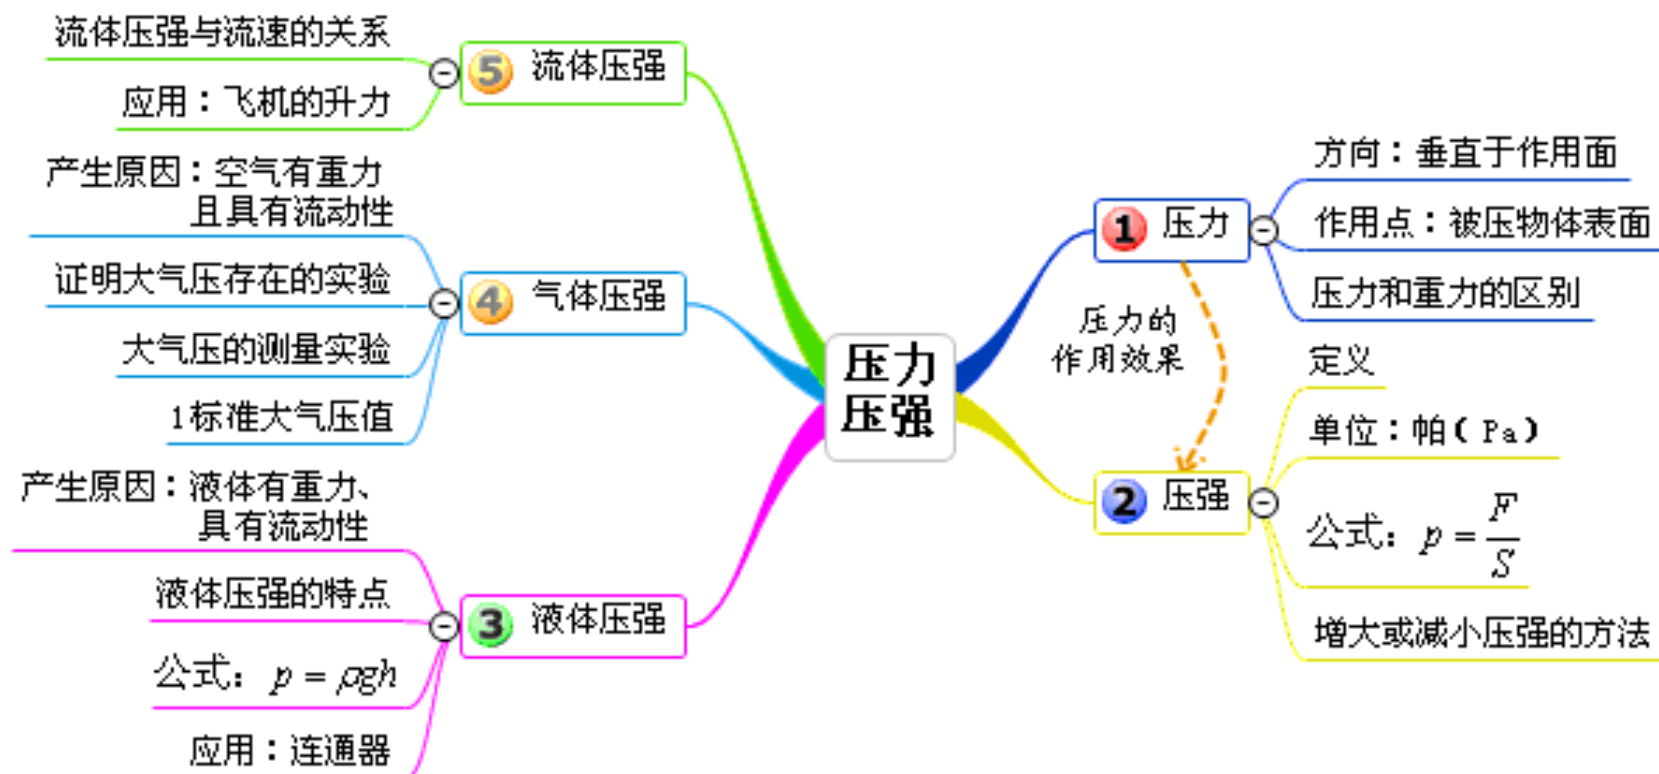 压力
压强
1 压力
方向：垂直于作用面
作用点：被压物体表面
压力和重力的区别
压力的
作用效果
2 压强
定义
单位：帕（Pa）
公式：p = F/S
增大或减小压强的方法
3 液体压强
产生原因：液体有重力、
具有流动性
液体压强的特点
公式：p = ρgh
应用：连通器
4 气体压强
产生原因：空气有重力
且具有流动性
证明大气压存在的实验
大气压的测量实验
1标准大气压值
5 流体压强
流体压强与流速的关系
应用：飞机的升力